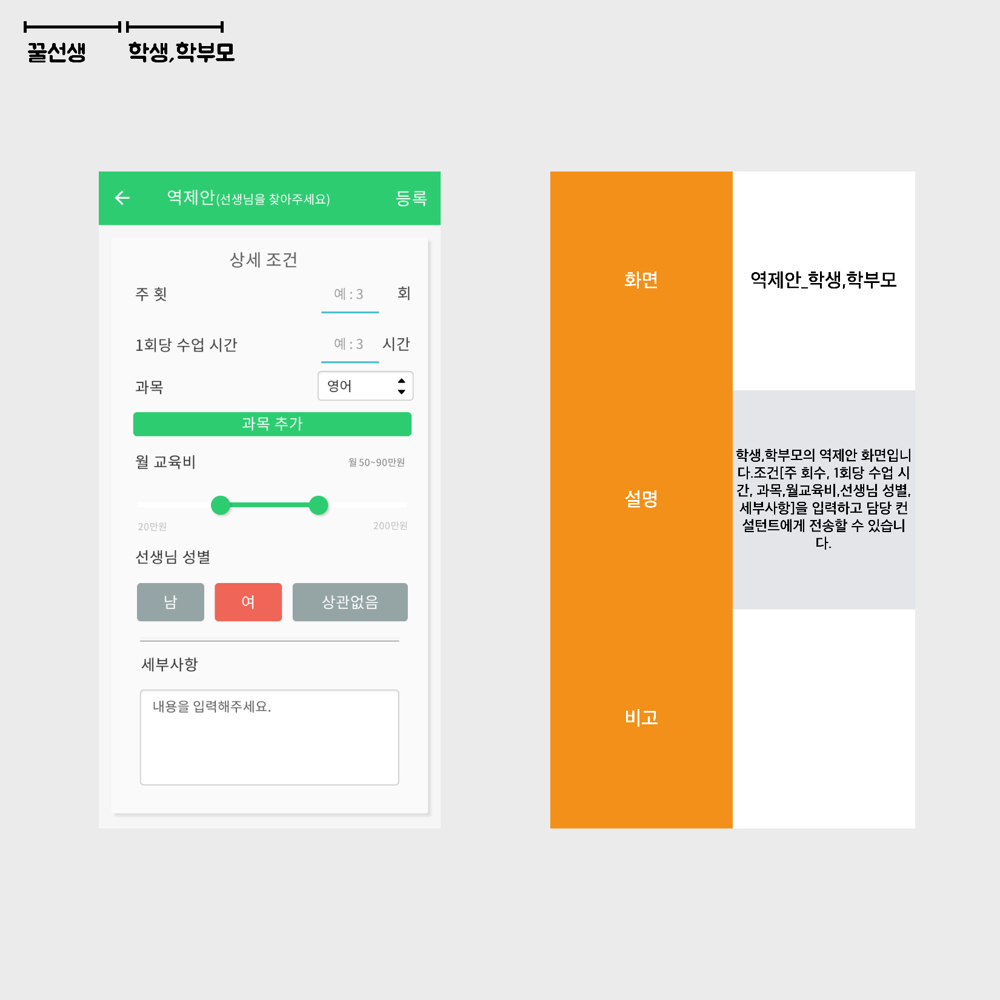 꿀선생 학생,학부모
역제안(선생님을 찾아주세요) 등록
상세 조건
주 횟 예 : 3 회
1회당 수업 시간 예 : 3 시간
과목 영어
과목 추가
월 교육비 월 50~90만원
20만원 200만원
선생님 성별
남 여 상관없음
세부사항
내용을 입력해주세요.
화면 역제안_학생,학부모
설명
학생,학부모의 역제안 화면입니
다.조건[주 회수, 1회당 수업 시
간, 과목,월교육비,선생님 성별,
세부사항]을 입력하고 담당 컨
설턴트에게 전송할 수 있습니
다.
비고